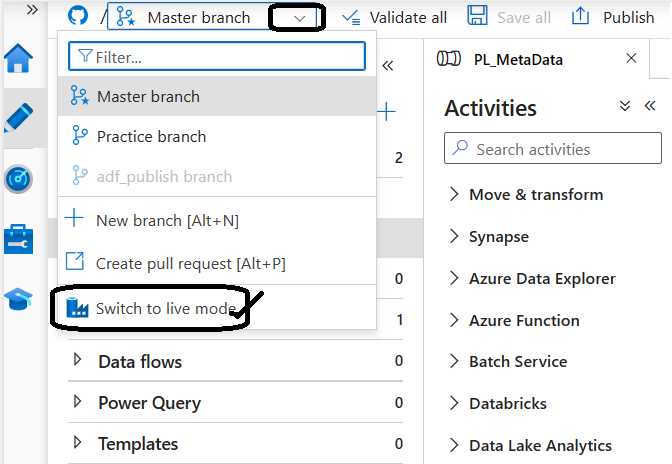 Master branch
Validate all
Save all
Publish
Filter...
Master branch
Practice branch
adf_publish branch
New branch [Alt+N]
Create pull request [Alt+P]
Switch to live mode
2
0
1
Data flows 0
Power Query 0
Templates 0
PL_MetaData
Activities
Search activities
Move & transform
Synapse
Azure Data Explorer
Azure Function
Batch Service
Databricks
Data Lake Analytics